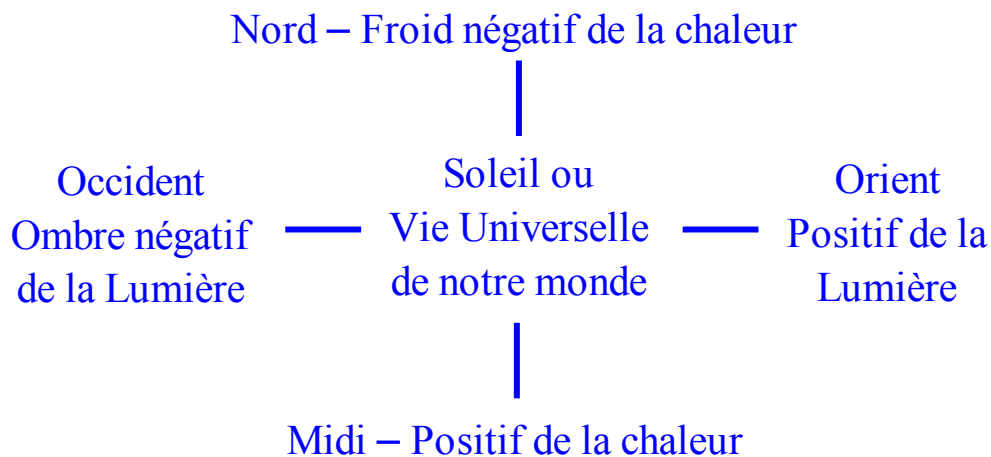 Nord – Froid négatif de la chaleur
Occident
Ombre négatif
de la Lumière
Soleil ou
Vie Universelle
de notre monde
Orient
Positif de la
Lumière
Midi – Positif de la chaleur